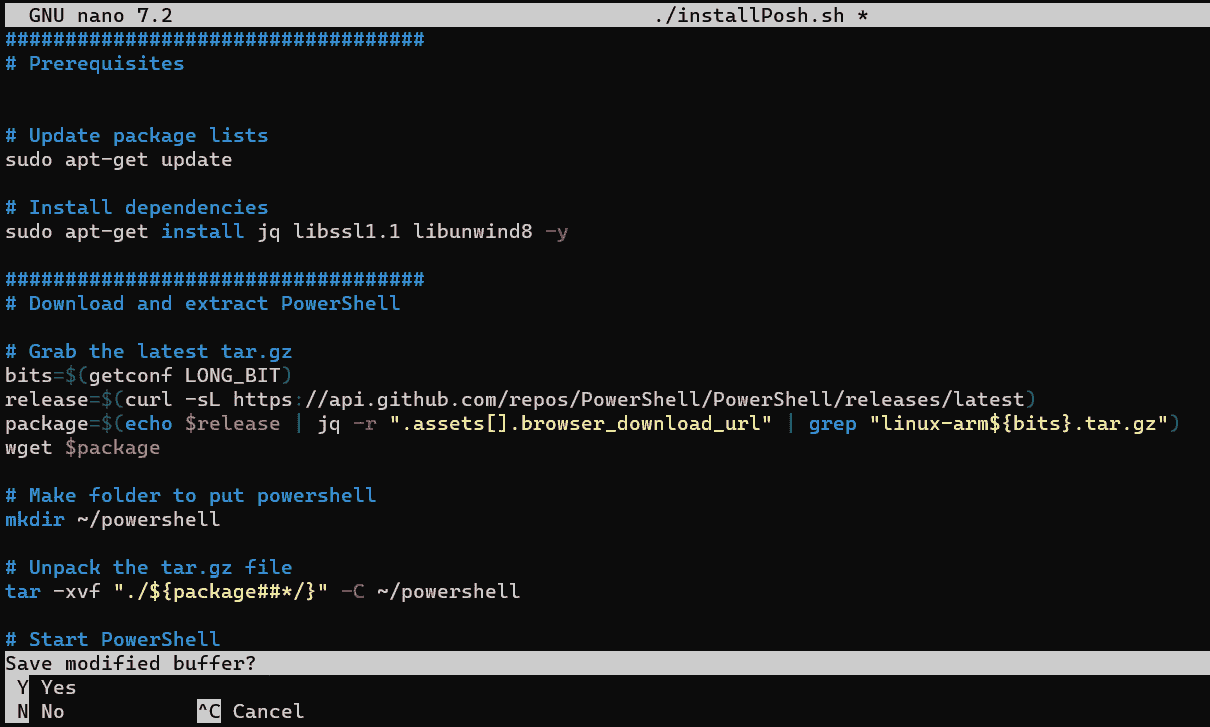 GNU nano 7.2 ./installPosh.sh *
###################################
# Prerequisites
# Update package lists
sudo apt-get update
# Install dependencies
sudo apt-get install jq libssl1.1 libunwind8 -y
###################################
# Download and extract PowerShell
# Grab the latest tar.gz
bits=$(getconf LONG_BIT)
release=$(curl -sL https://api.github.com/repos/PowerShell/PowerShell/releases/latest)
package=$(echo $release | jq -r ".assets[].browser_download_url" | grep "linux-arm${bits}.tar.gz")
wget $package
# Make folder to put powershell
mkdir ~/powershell
# Unpack the tar.gz file
tar -xvf "./${package##*/}" -C ~/powershell
# Start PowerShell
Save modified buffer?
Y Yes
N No ^C Cancel